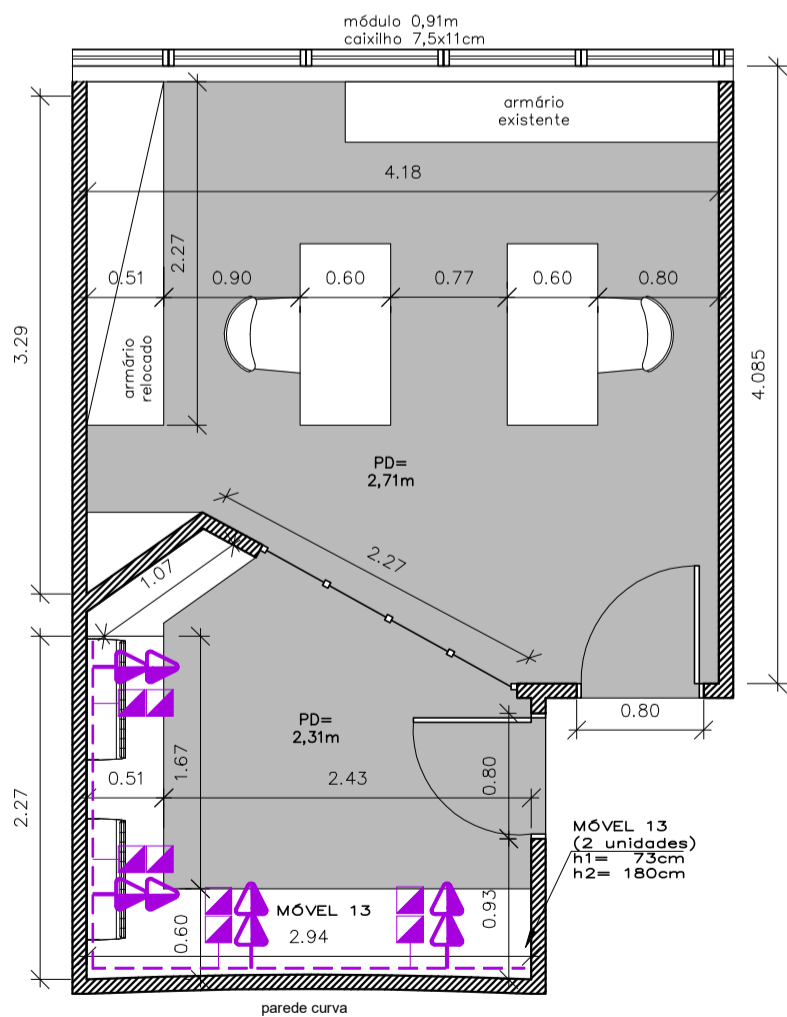 módulo 0,91m
caixilho 7,5x11cm
armário
existente
4.18
2.27
0.51
0.90
0.60
0.77
0.60
0.80
3.29
4.085
armário
relocado
PD=
2,71m
2.27
1.07
0.80
PD=
2,31m
2.27
0.51
1.67
2.43
0.80
MÓVEL 13
(2 unidades)
h1= 73cm
h2= 180cm
0.60
MÓVEL 13
2.94
0.93
parede curva